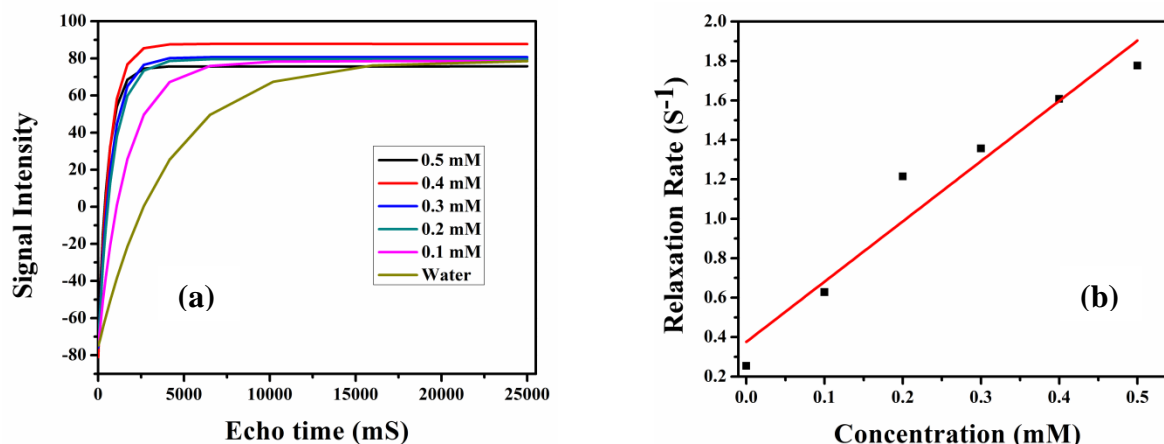 100
80
60
40
20
0
-20
-40
-60
-80
Signal Intensity
0.5 mM
0.4 mM
0.3 mM
0.2 mM
0.1 mM
Water
(a)
0 5000 10000 15000 20000 25000
Echo time (mS)
2.0
1.8
1.6
1.4
1.2
1.0
0.8
0.6
0.4
0.2
Relaxation Rate (S⁻¹)
(b)
0.0 0.1 0.2 0.3 0.4 0.5
Concentration (mM)